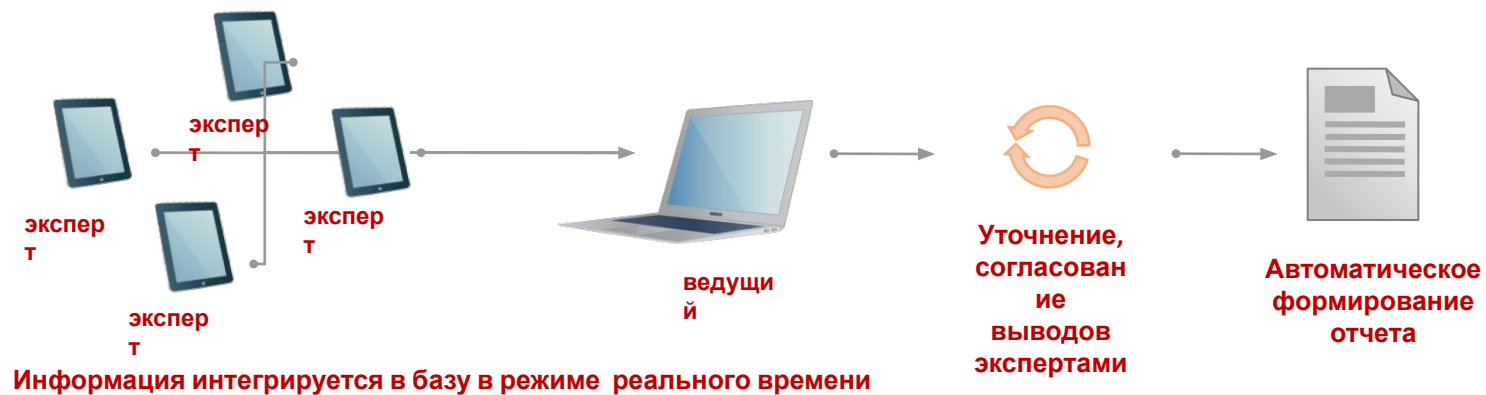 экспер
т
экспер
т
экспер
т
экспер
т
ведущи
й
Уточнение,
согласован
ие
выводов
экспертами
Автоматическое
формирование
отчета
Информация интегрируется в базу в режиме реального времени